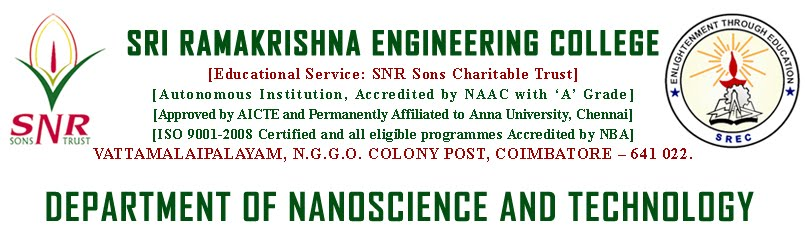 SRI RAMAKRISHNA ENGINEERING COLLEGE
[Educational Service: SNR Sons Charitable Trust]
[Autonomous Institution, Accredited by NAAC with ‘A’ Grade]
[Approved by AICTE and Permanently Affiliated to Anna University, Chennai]
[ISO 9001-2008 Certified and all eligible programmes Accredited by NBA]
VATTAMALAIPALAYAM, N.G.G.O. COLONY POST, COIMBATORE – 641 022.
SNR
SONS TRUST
ENLIGHTENMENT THROUGH EDUCATION
SREC
DEPARTMENT OF NANOSCIENCE AND TECHNOLOGY